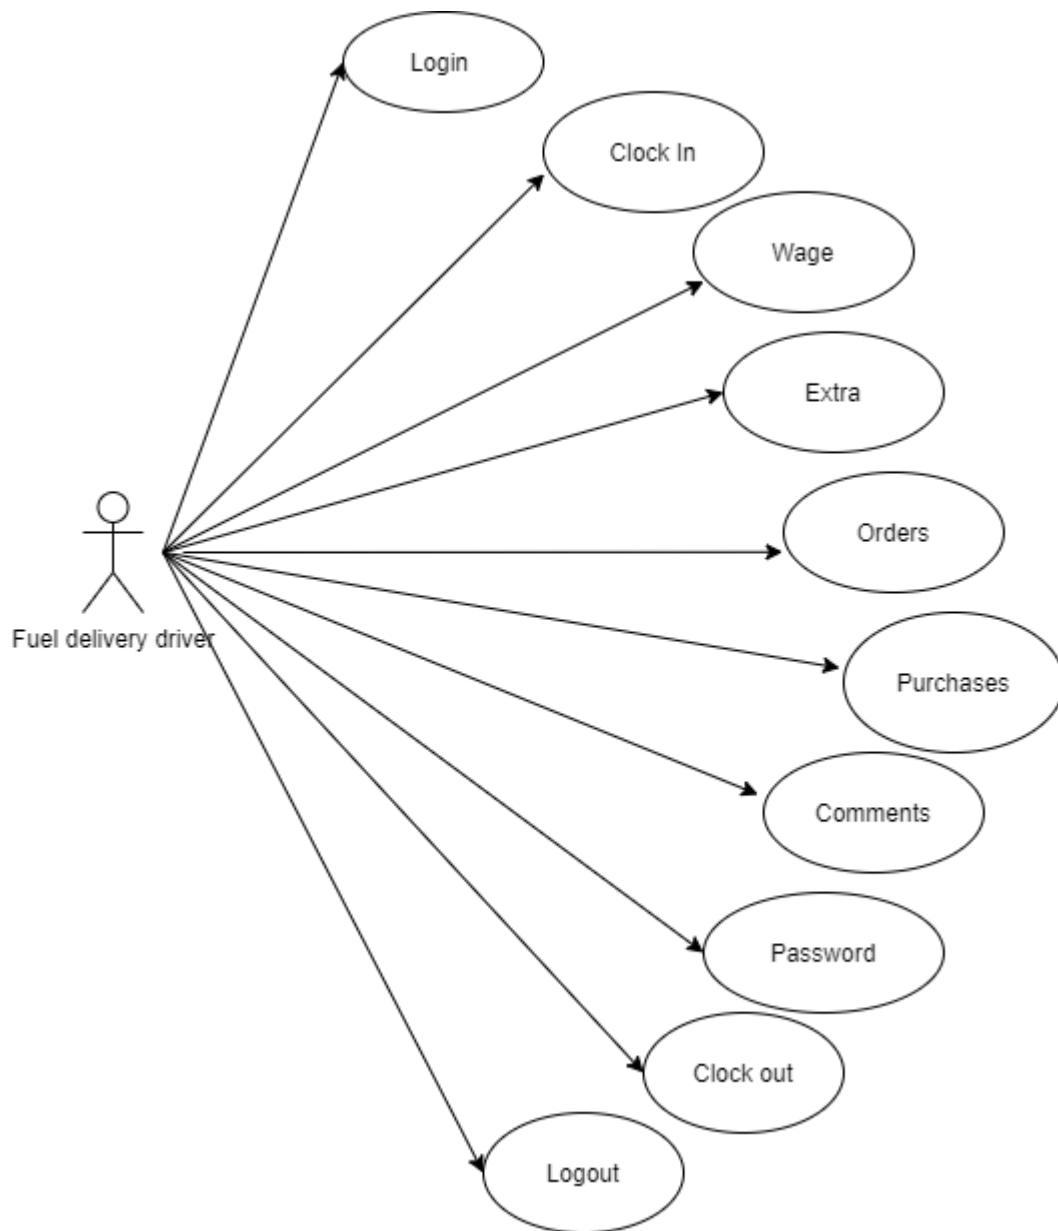 Login
Clock In
Wage
Extra
Orders
Fuel delivery driver
Purchases
Comments
Password
Clock out
Logout